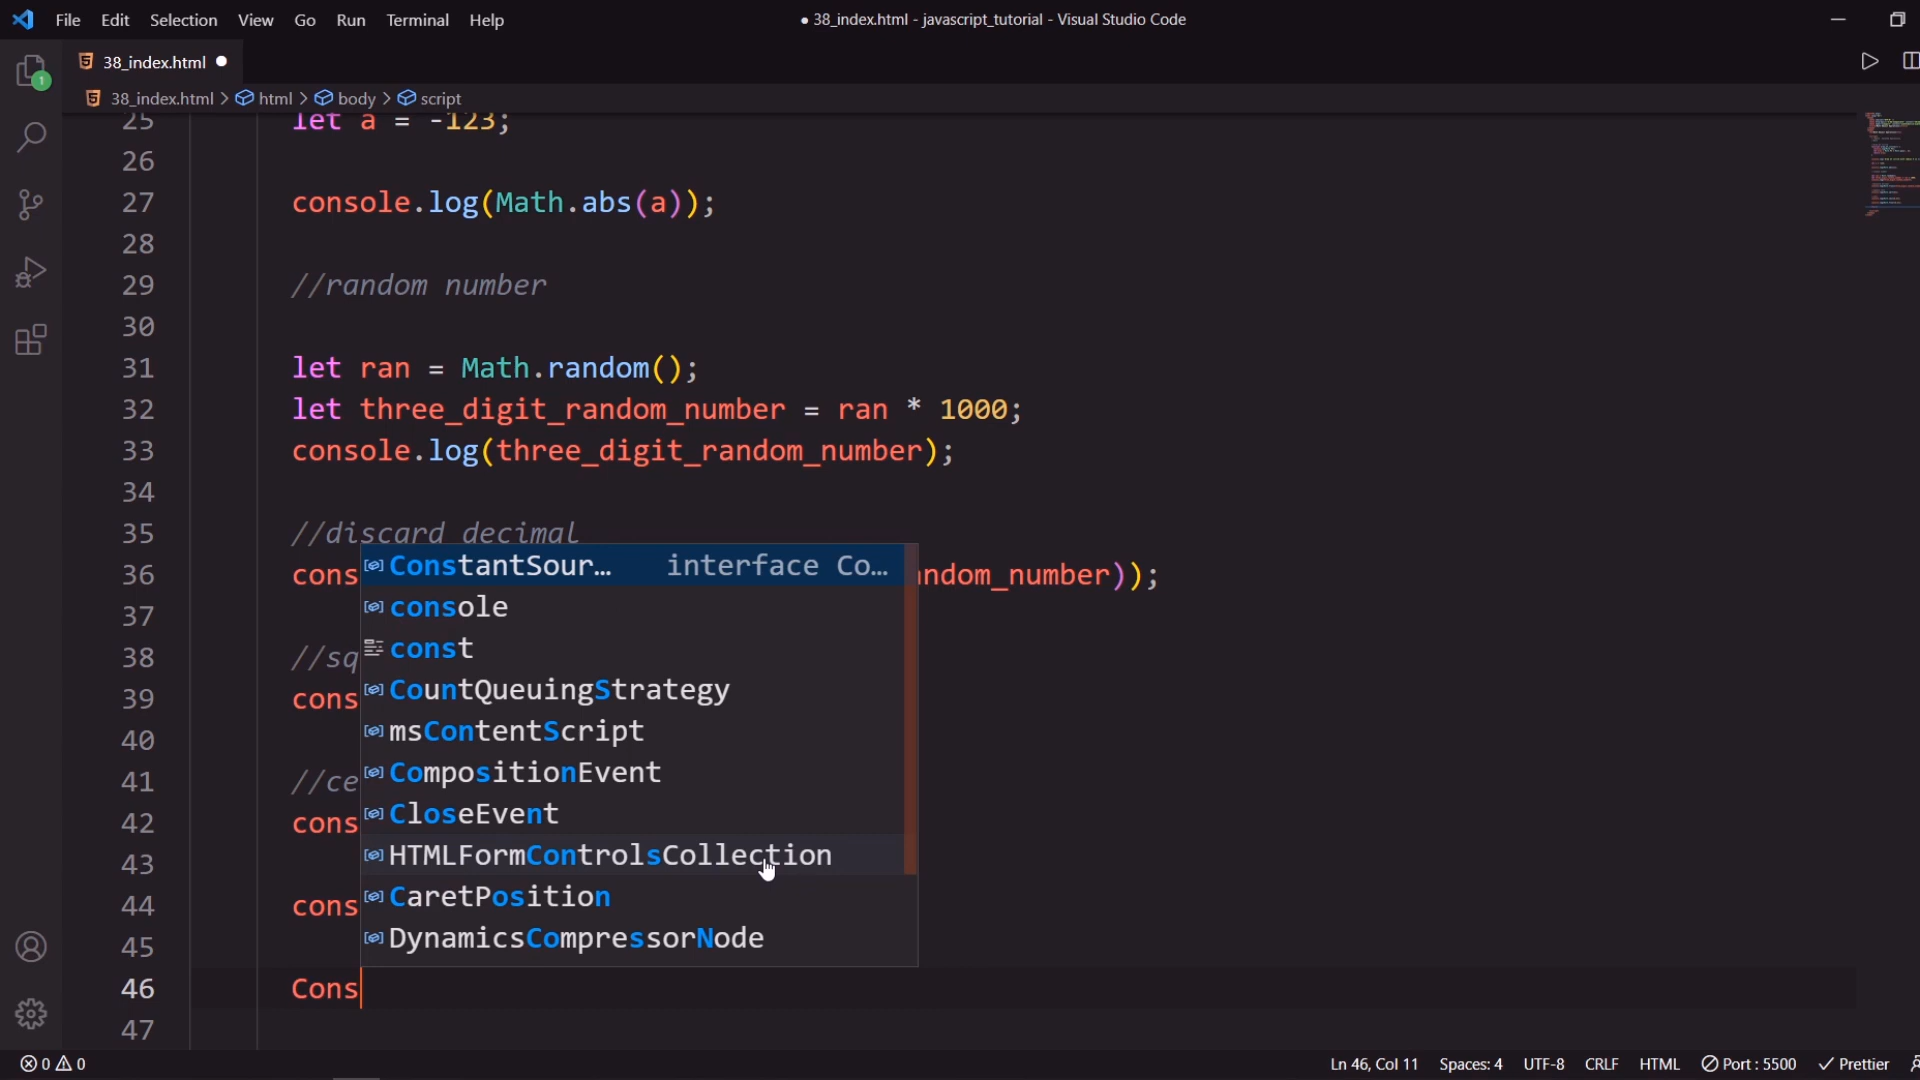 File Edit Selection View Go Run Terminal Help
● 38_index.html - javascript_tutorial - Visual Studio Code
38_index.html ●
38_index.html > html > body > script
1
25 let a = -123;
26
27 console.log(Math.abs(a));
28
29 //random number
30
31 let ran = Math.random();
32 let three_digit_random_number = ran * 1000;
33 console.log(three_digit_random_number);
34
35 //discard decimal
36 cons ndom_number));
37
38 //sq
39 cons
40
41 //ce
42 cons
43
44 cons
45
46 Cons
47
ConstantSour... interface Co...
console
const
CountQueuingStrategy
msContentScript
CompositionEvent
CloseEvent
HTMLFormControlsCollection
CaretPosition
DynamicsCompressorNode
0 0 Ln 46, Col 11 Spaces: 4 UTF-8 CRLF HTML Port : 5500 Prettier